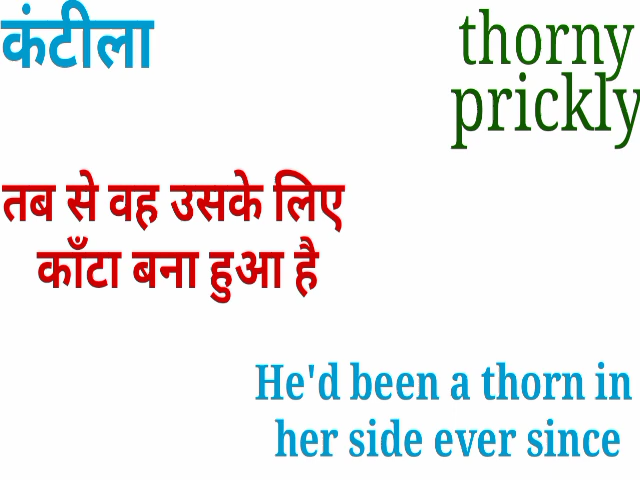 कंटीला
thorny
prickly
तब से वह उसके लिए
काँटा बना हुआ है
He'd been a thorn in
her side ever since